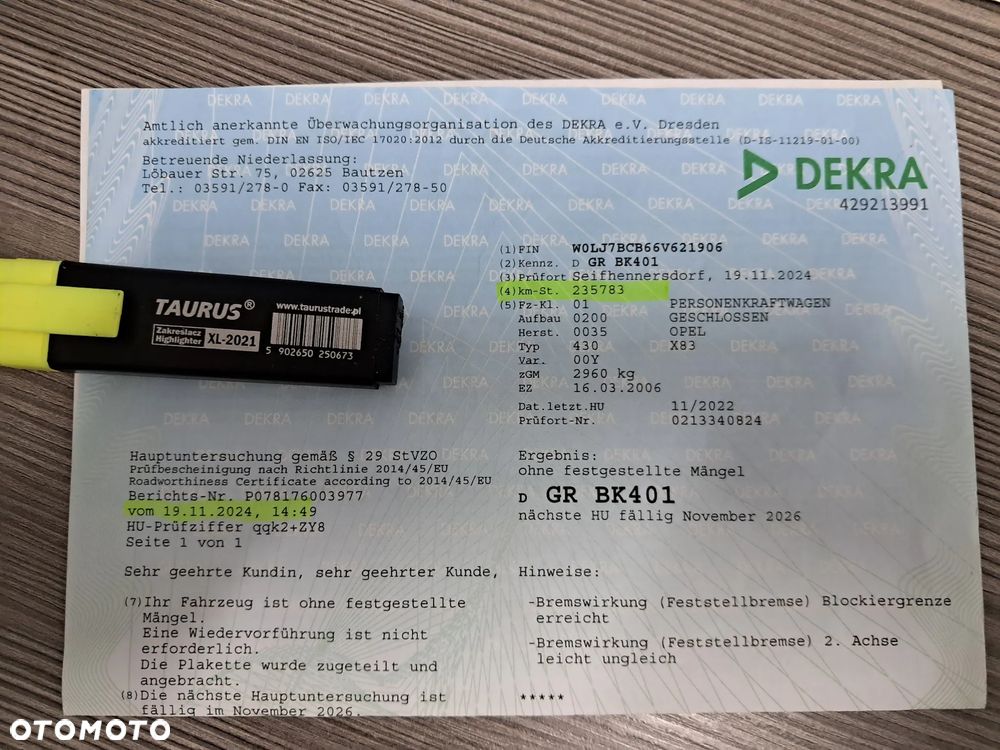 Amtlich anerkannte Überwachungsorganisation des DEKRA e.V. Dresden
akkreditiert gem. DIN EN ISO/IEC 17020:2012 durch die Deutsche Akkreditierungsstelle (D-IS-11219-01-00)
Betreuende Niederlassung:
Löbauer Str. 75, 02625 Bautzen
Tel.: 03591/278-0 Fax: 03591/278-50
DEKRA
429213991
(1) FIN W0LJ7BCB66V621906
(2) Kennz. D GR BK401
(3) Prüfort Seifhennersdorf, 19.11.2024
(4) km-St. 235783
(5) Fz-Kl. 01 PERSONENKRAFTWAGEN
Aufbau 0200 GESCHLOSSEN
Herst. 0035 OPEL
Typ 430 X83
Var. 00Y
zGM 2960 kg
EZ 16.03.2006
Dat.letzt.HU 11/2022
Prüfort-Nr. 0213340824
TAURUS®
Zakreślacz
Highlighter XL-2021
www.taurustrade.pl
5 902650 250673
Hauptuntersuchung gemäß § 29 StVZO
Prüfbescheinigung nach Richtlinie 2014/45/EU
Roadworthiness Certificate according to 2014/45/EU
Berichts-Nr. P078176003977
vom 19.11.2024, 14:49
HU-Prüfziffer qgk2+ZY8
Seite 1 von 1
Ergebnis:
ohne festgestellte Mängel
D GR BK401
nächste HU fällig November 2026
Sehr geehrte Kundin, sehr geehrter Kunde,
(7) Ihr Fahrzeug ist ohne festgestellte
Mängel.
Eine Wiedervorführung ist nicht
erforderlich.
Die Plakette wurde zugeteilt und
angebracht.
(8) Die nächste Hauptuntersuchung ist
fällig im November 2026.
Hinweise:
-Bremswirkung (Feststellbremse) Blockiergrenze
erreicht
-Bremswirkung (Feststellbremse) 2. Achse
leicht ungleich
*****
OTOMOTO